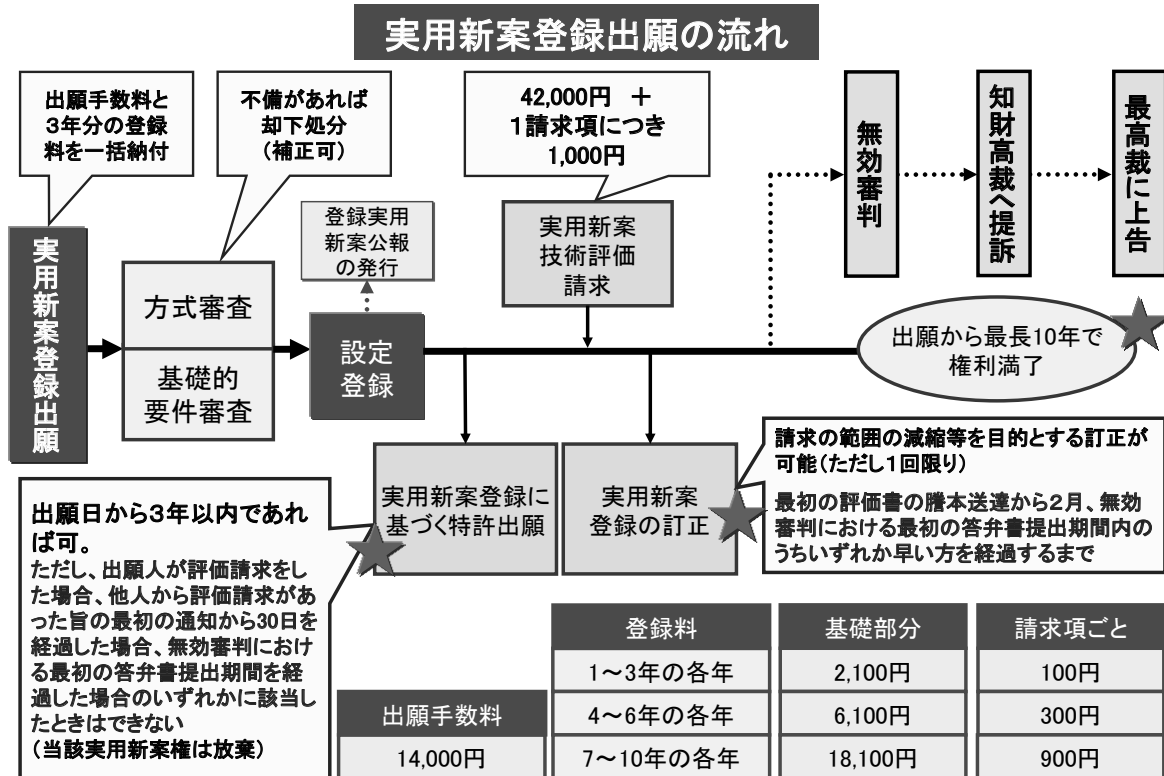 実用新案登録出願の流れ
出願手数料と
3年分の登録
料を一括納付
不備があれば
却下処分
（補正可）
42,000円　＋
1請求項につき
1,000円
無効審判
知財高裁へ提訴
最高裁に上告
実用新案登録出願
方式審査
基礎的
要件審査
登録実用
新案公報
の発行
設定
登録
実用新案
技術評価
請求
出願から最長10年で
権利満了
実用新案登録に
基づく特許出願
実用新案
登録の訂正
請求の範囲の減縮等を目的とする訂正が
可能（ただし1回限り）
最初の評価書の謄本送達から2月、無効
審判における最初の答弁書提出期間内の
うちいずれか早い方を経過するまで
出願日から3年以内であれ
ば可。
ただし、出願人が評価請求をし
た場合、他人から評価請求があ
った旨の最初の通知から30日を
経過した場合、無効審判におけ
る最初の答弁書提出期間を経
過した場合のいずれかに該当し
たときはできない
（当該実用新案権は放棄）
出願手数料
14,000円
登録料　基礎部分　請求項ごと
1～3年の各年　2,100円　100円
4～6年の各年　6,100円　300円
7～10年の各年　18,100円　900円